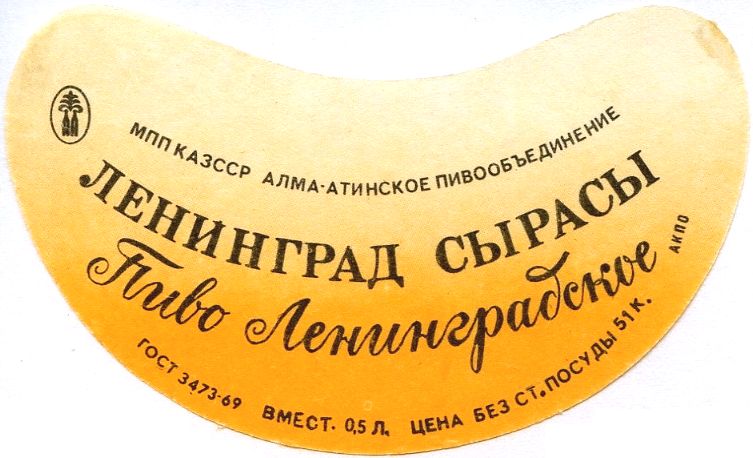 МПП КАЗССР АЛМА-АТИНСКОЕ ПИВООБЪЕДИНЕНИЕ
ЛЕНИНГРАД СЫРАСЫ
Пиво Ленинградское
АКПО
ГОСТ 3473-69 ВМЕСТ. 0,5 Л. ЦЕНА БЕЗ СТ. ПОСУДЫ 51 К.